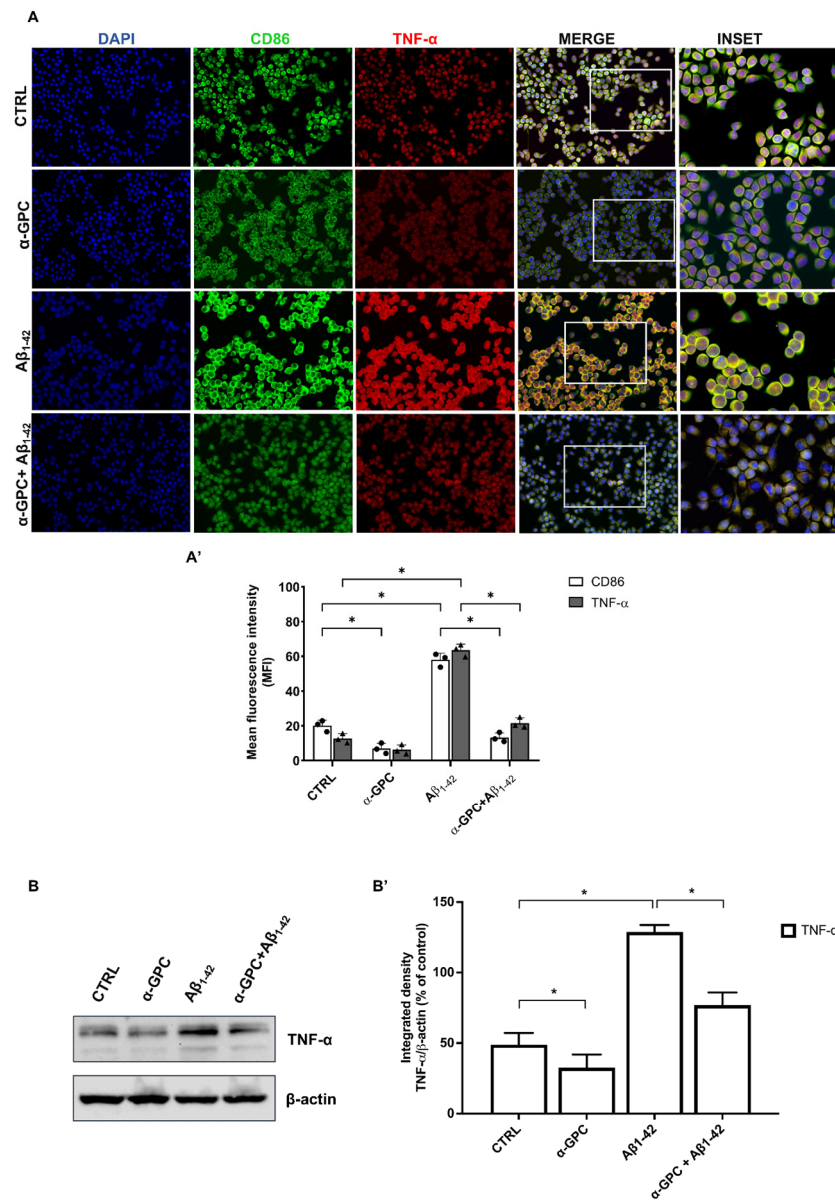 A
DAPI CD86 TNF-α MERGE INSET
CTRL
α-GPC
Aβ1-42
α-GPC+ Aβ1-42
A'
Mean fluorescence intensity
(MFI)
100
80
60
40
20
0
* * * * *
CD86
TNF-α
CTRL α-GPC Aβ1-42 α-GPC+Aβ1-42
B
CTRL α-GPC Aβ1-42 α-GPC+Aβ1-42
TNF-α
β-actin
B'
Integrated density
TNF-α/β-actin (% of control)
150
100
50
0
* * *
TNF-α
CTRL α-GPC Aβ1-42 α-GPC + Aβ1-42